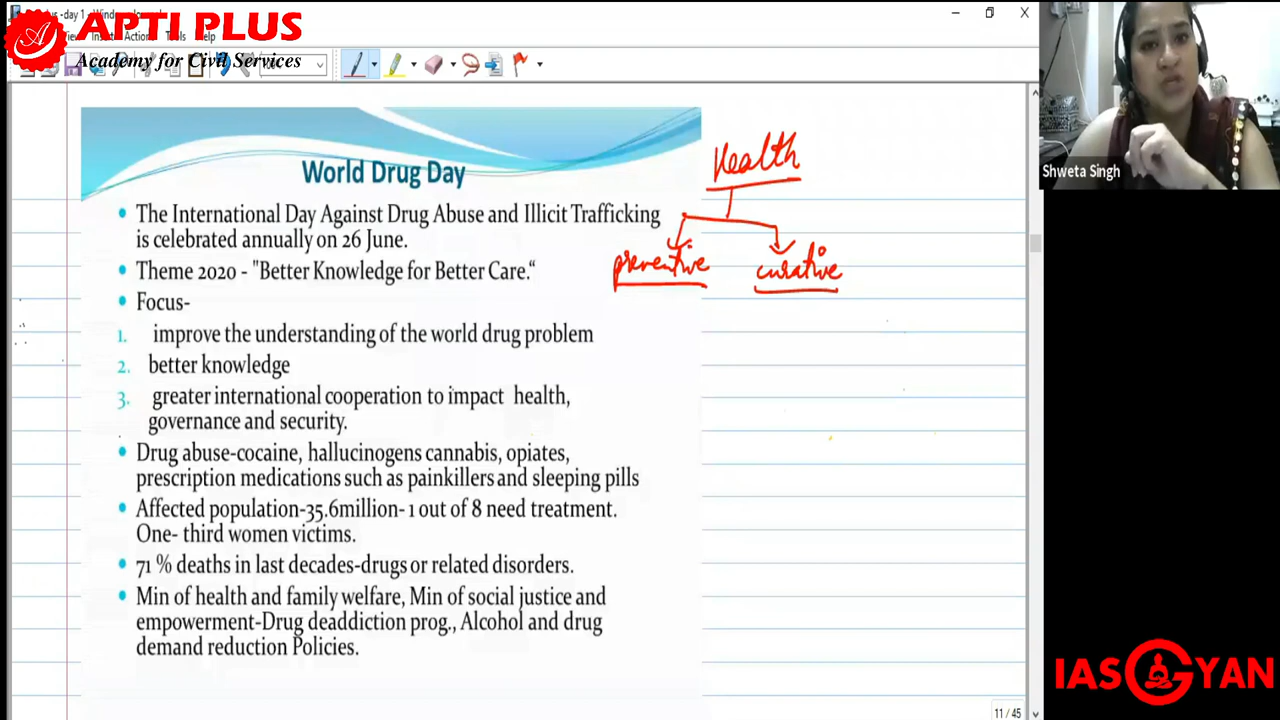 APTI PLUS
Academy for Civil Services
day 1
Actions Tools Help
World Drug Day
• The International Day Against Drug Abuse and Illicit Trafficking
is celebrated annually on 26 June.
• Theme 2020 - "Better Knowledge for Better Care.“
• Focus-
1. improve the understanding of the world drug problem
2. better knowledge
3. greater international cooperation to impact health,
governance and security.
• Drug abuse-cocaine, hallucinogens cannabis, opiates,
prescription medications such as painkillers and sleeping pills
• Affected population-35.6million- 1 out of 8 need treatment.
One- third women victims.
• 71 % deaths in last decades-drugs or related disorders.
• Min of health and family welfare, Min of social justice and
empowerment-Drug deaddiction prog., Alcohol and drug
demand reduction Policies.
Health
preventive curative
Shweta Singh
IASGYAN
11 / 45